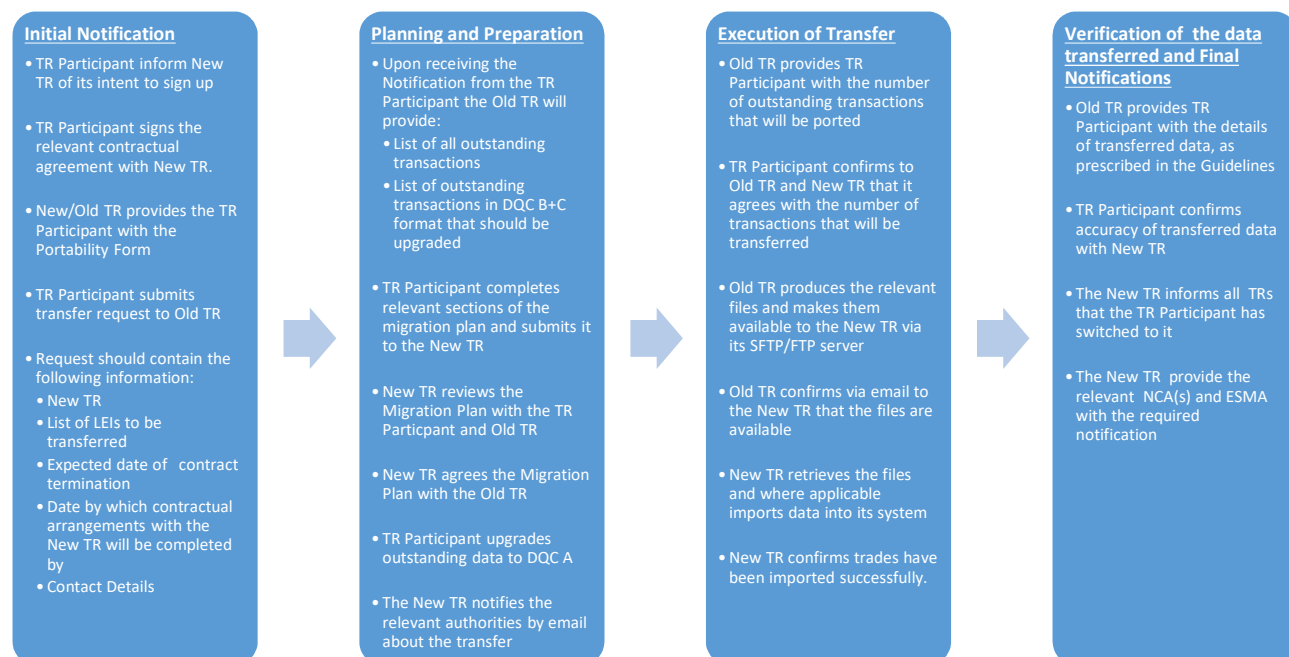 Initial Notification
• TR Participant inform New
TR of its intent to sign up
• TR Participant signs the
relevant contractual
agreement with New TR.
• New/Old TR provides the TR
Participant with the
Portability Form
• TR Participant submits
transfer request to Old TR
• Request should contain the
following information:
• New TR
• List of LEIs to be
transferred
• Expected date of contract
termination
• Date by which contractual
arrangements with the
New TR will be completed
by
• Contact Details
Planning and Preparation
• Upon receiving the
Notification from the TR
Participant the Old TR will
provide:
• List of all outstanding
transactions
• List of outstanding
transactions in DQC B+C
format that should be
upgraded
• TR Participant completes
relevant sections of the
migration plan and submits it
to the New TR
• New TR reviews the
Migration Plan with the TR
Particpant and Old TR
• New TR agrees the Migration
Plan with the Old TR
• TR Participant upgrades
outstanding data to DQC A
• The New TR notifies the
relevant authorities by email
about the transfer
Execution of Transfer
• Old TR provides TR
Participant with the number
of outstanding transactions
that will be ported
• TR Participant confirms to
Old TR and New TR that it
agrees with the number of
transactions that will be
transferred
• Old TR produces the relevant
files and makes them
available to the New TR via
its SFTP/FTP server
• Old TR confirms via email to
the New TR that the files are
available
• New TR retrieves the files
and where applicable
imports data into its system
• New TR confirms trades have
been imported successfully.
Verification of the data
transferred and Final
Notifications
• Old TR provides TR
Participant with the details
of transferred data, as
prescribed in the Guidelines
• TR Participant confirms
accuracy of transferred data
with New TR
• The New TR informs all TRs
that the TR Participant has
switched to it
• The New TR provide the
relevant NCA(s) and ESMA
with the required
notification